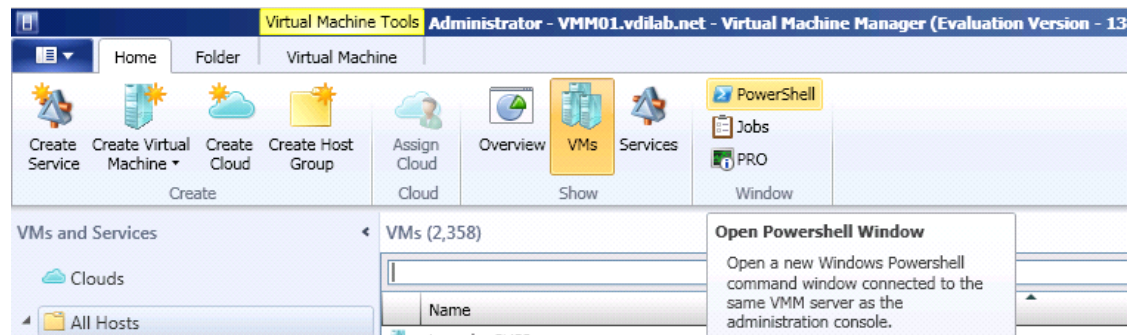 Virtual Machine Tools Administrator - VMM01.vdilab.net - Virtual Machine Manager (Evaluation Version - 13
Home Folder Virtual Machine
Create Service
Create Virtual Machine
Create Cloud
Create Host Group
Assign Cloud
Overview
VMs
Services
PowerShell
Jobs
PRO
Create Cloud Show Window
VMs and Services
VMs (2,358)
Open Powershell Window
Open a new Windows Powershell
command window connected to the
same VMM server as the
administration console.
Clouds
Name
All Hosts